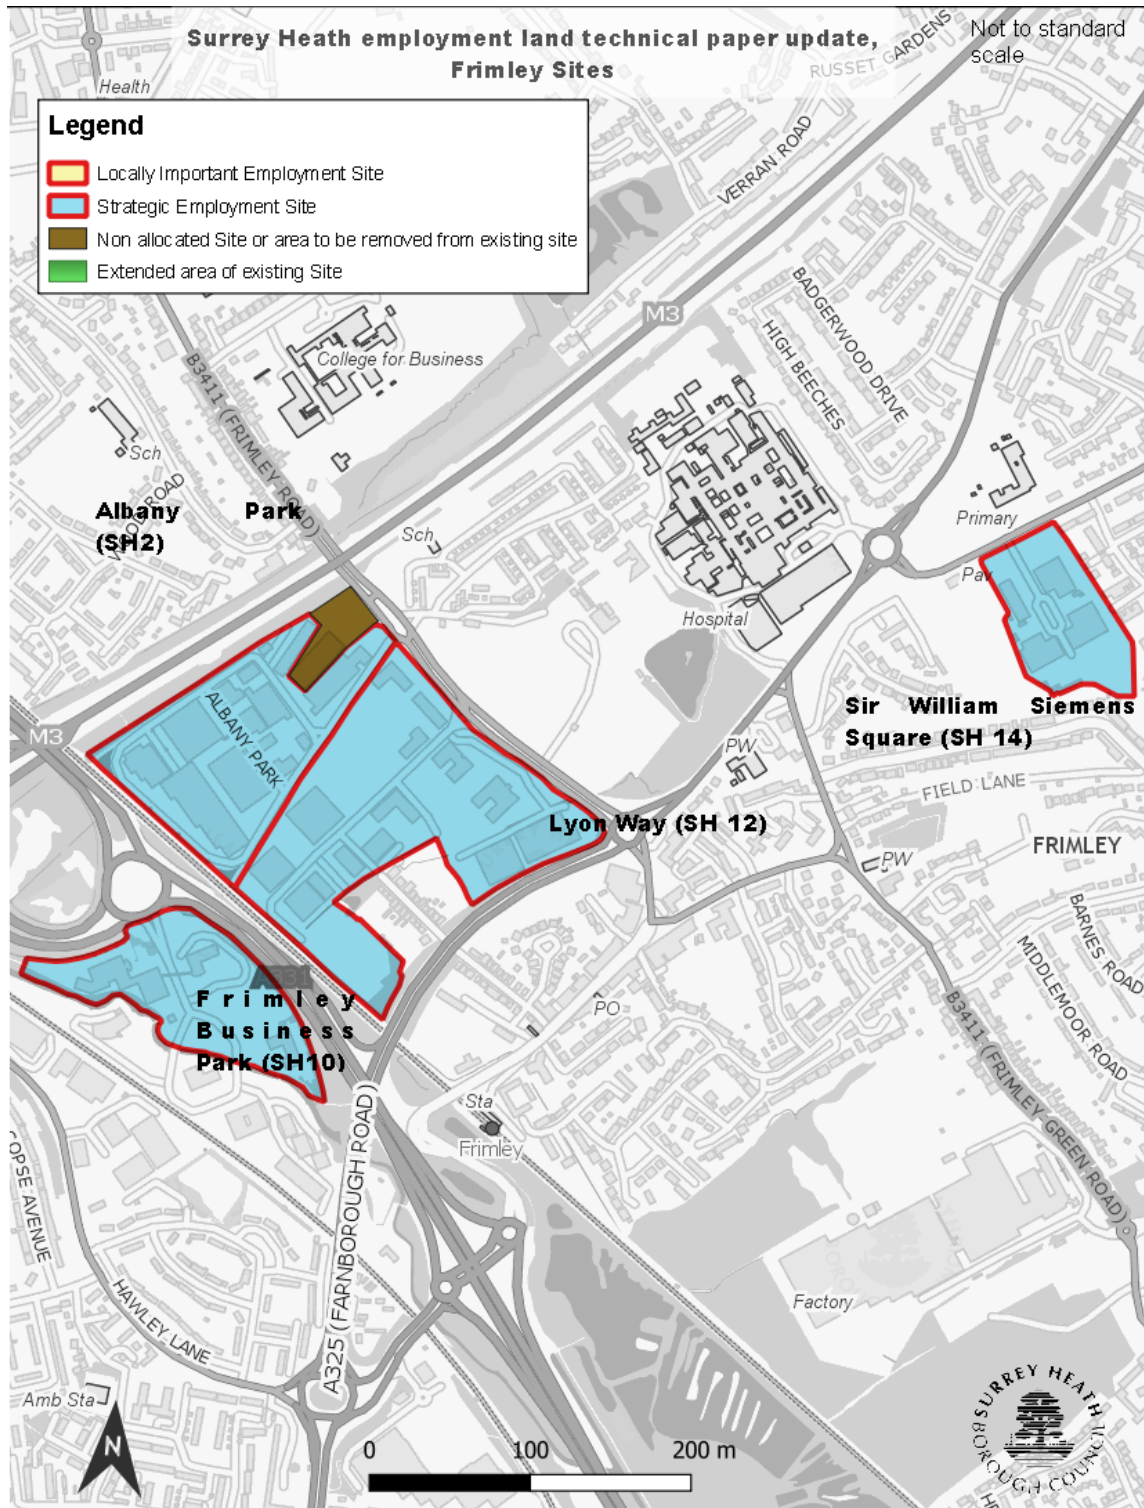 Surrey Heath employment land technical paper update,
Frimley Sites
Not to standard
scale
RUSSET GARDENS
Health
Legend
Locally Important Employment Site
Strategic Employment Site
Non allocated Site or area to be removed from existing site
Extended area of existing Site
VERRAN ROAD
M3
BADGERWOOD DRIVE
HIGH BEECHES
College for Business
B3411 (FRIMLEY ROAD)
Sch
Albany Park
(SH2)
Sch
Primary
Pav
Hospital
ALBANY PARK
M3
Sir William Siemens
Square (SH 14)
PW
FIELD LANE
Lyon Way (SH 12)
FRIMLEY
PW
BARNES ROAD
MIDDLEMOOR ROAD
Frimley
Business
Park (SH10)
PO
B3411 (FRIMLEY GREEN ROAD)
Sta
Frimley
A325 (FARNBOROUGH ROAD)
HAWLEY LANE
Factory
Amb Sta
N
0 100 200 m
SURREY HEATH
BOROUGH COUNCIL